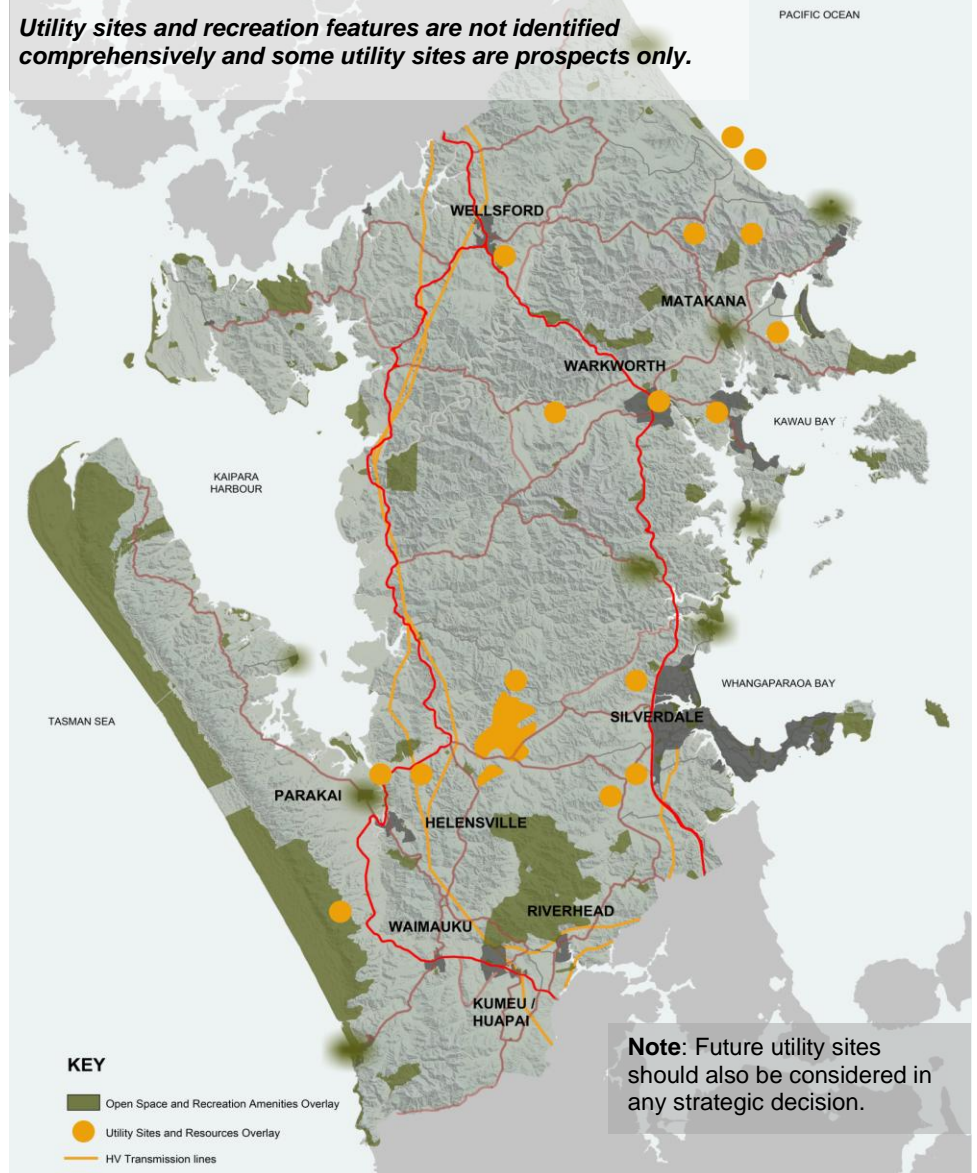 Utility sites and recreation features are not identified
comprehensively and some utility sites are prospects only.
PACIFIC OCEAN
WELLSFORD
MATAKANA
WARKWORTH
KAWAU BAY
KAIPARA
HARBOUR
WHANGAPARAOA BAY
TASMAN SEA
SILVERDALE
PARAKAI
HELENSVILLE
RIVERHEAD
WAIMAUKU
KUMEU /
HUAPAI
KEY
Open Space and Recreation Amenities Overlay
Utility Sites and Resources Overlay
HV Transmission lines
Note: Future utility sites
should also be considered in
any strategic decision.